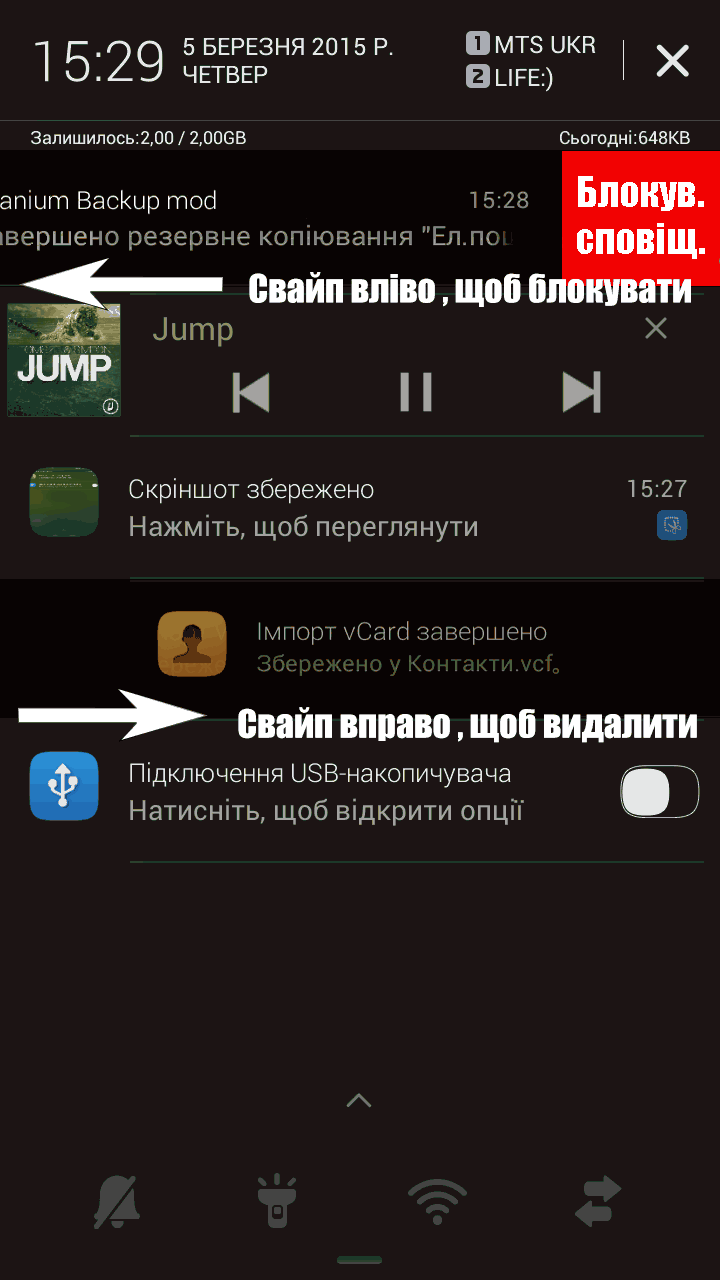 15:29
5 БЕРЕЗНЯ 2015 Р.
ЧЕТВЕР
1 MTS UKR
2 LIFE:)
Залишилось:2,00 / 2,00GB
Сьогодні:648KB
anium Backup mod
15:28
авершено резервне копіювання "Ел.пош
Блокув.
сповіщ.
Свайп вліво , щоб блокувати
JUMP
Jump
Скріншот збережено
15:27
Нажміть, щоб переглянути
Імпорт vCard завершено
Збережено у Контакти.vcf。
Свайп вправо , щоб видалити
Підключення USB-накопичувача
Натисніть, щоб відкрити опції